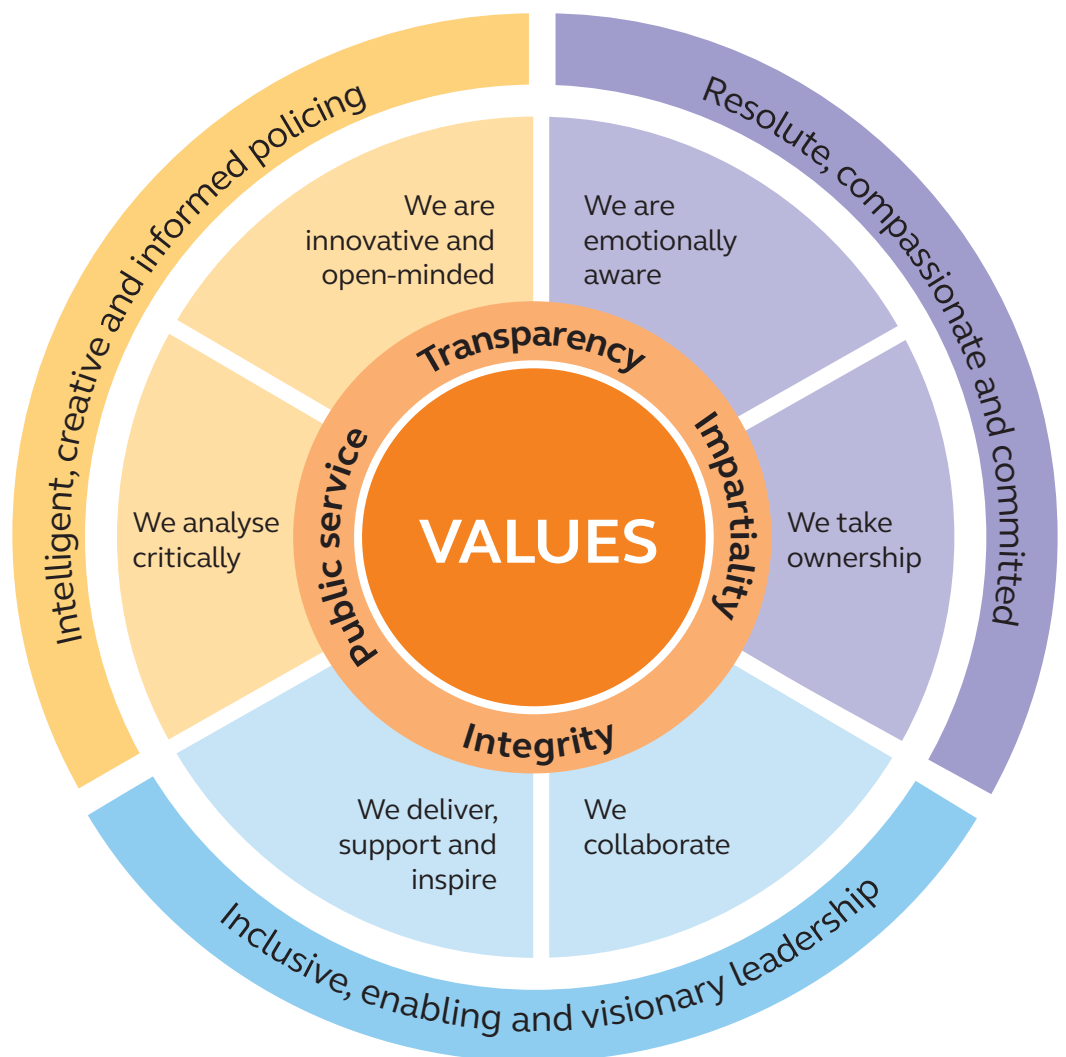 Intelligent, creative and informed policing
Resolute, compassionate and committed
We are
innovative and
open-minded
We are
emotionally
aware
Transparency
Impartiality
Public service
Integrity
VALUES
We analyse
critically
We take
ownership
We deliver,
support and
inspire
We
collaborate
Inclusive, enabling and visionary leadership